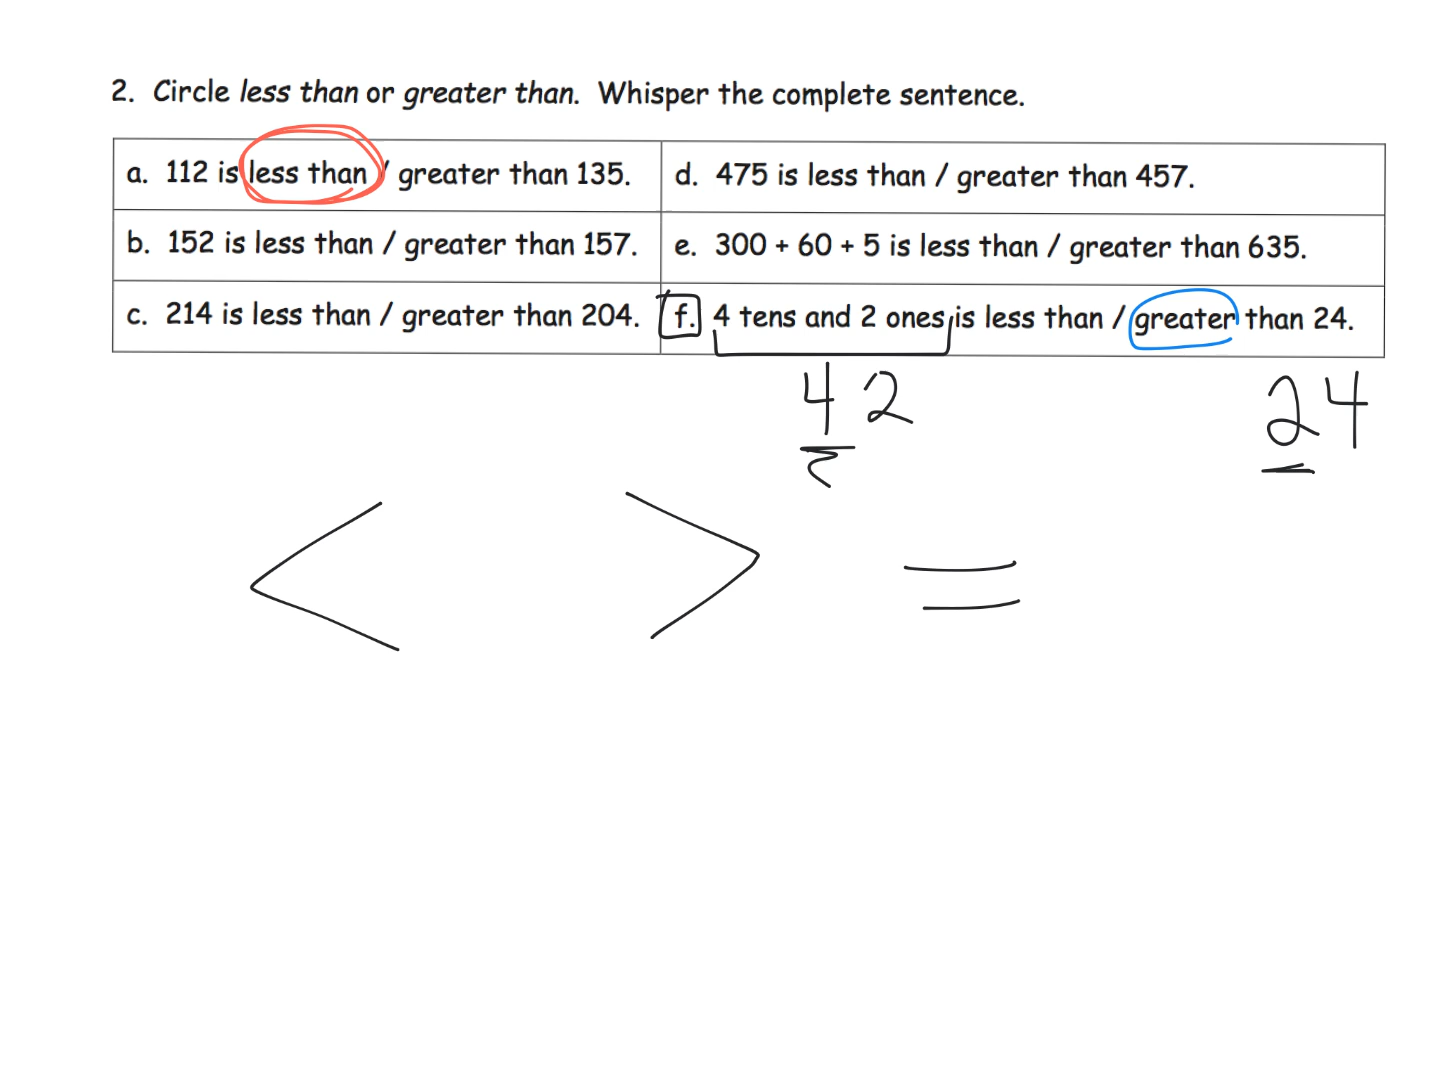 2. Circle less than or greater than. Whisper the complete sentence.
a. 112 is less than / greater than 135.
d. 475 is less than / greater than 457.
b. 152 is less than / greater than 157.
e. 300 + 60 + 5 is less than / greater than 635.
c. 214 is less than / greater than 204.
f. 4 tens and 2 ones is less than / greater than 24.
42 24
< > =